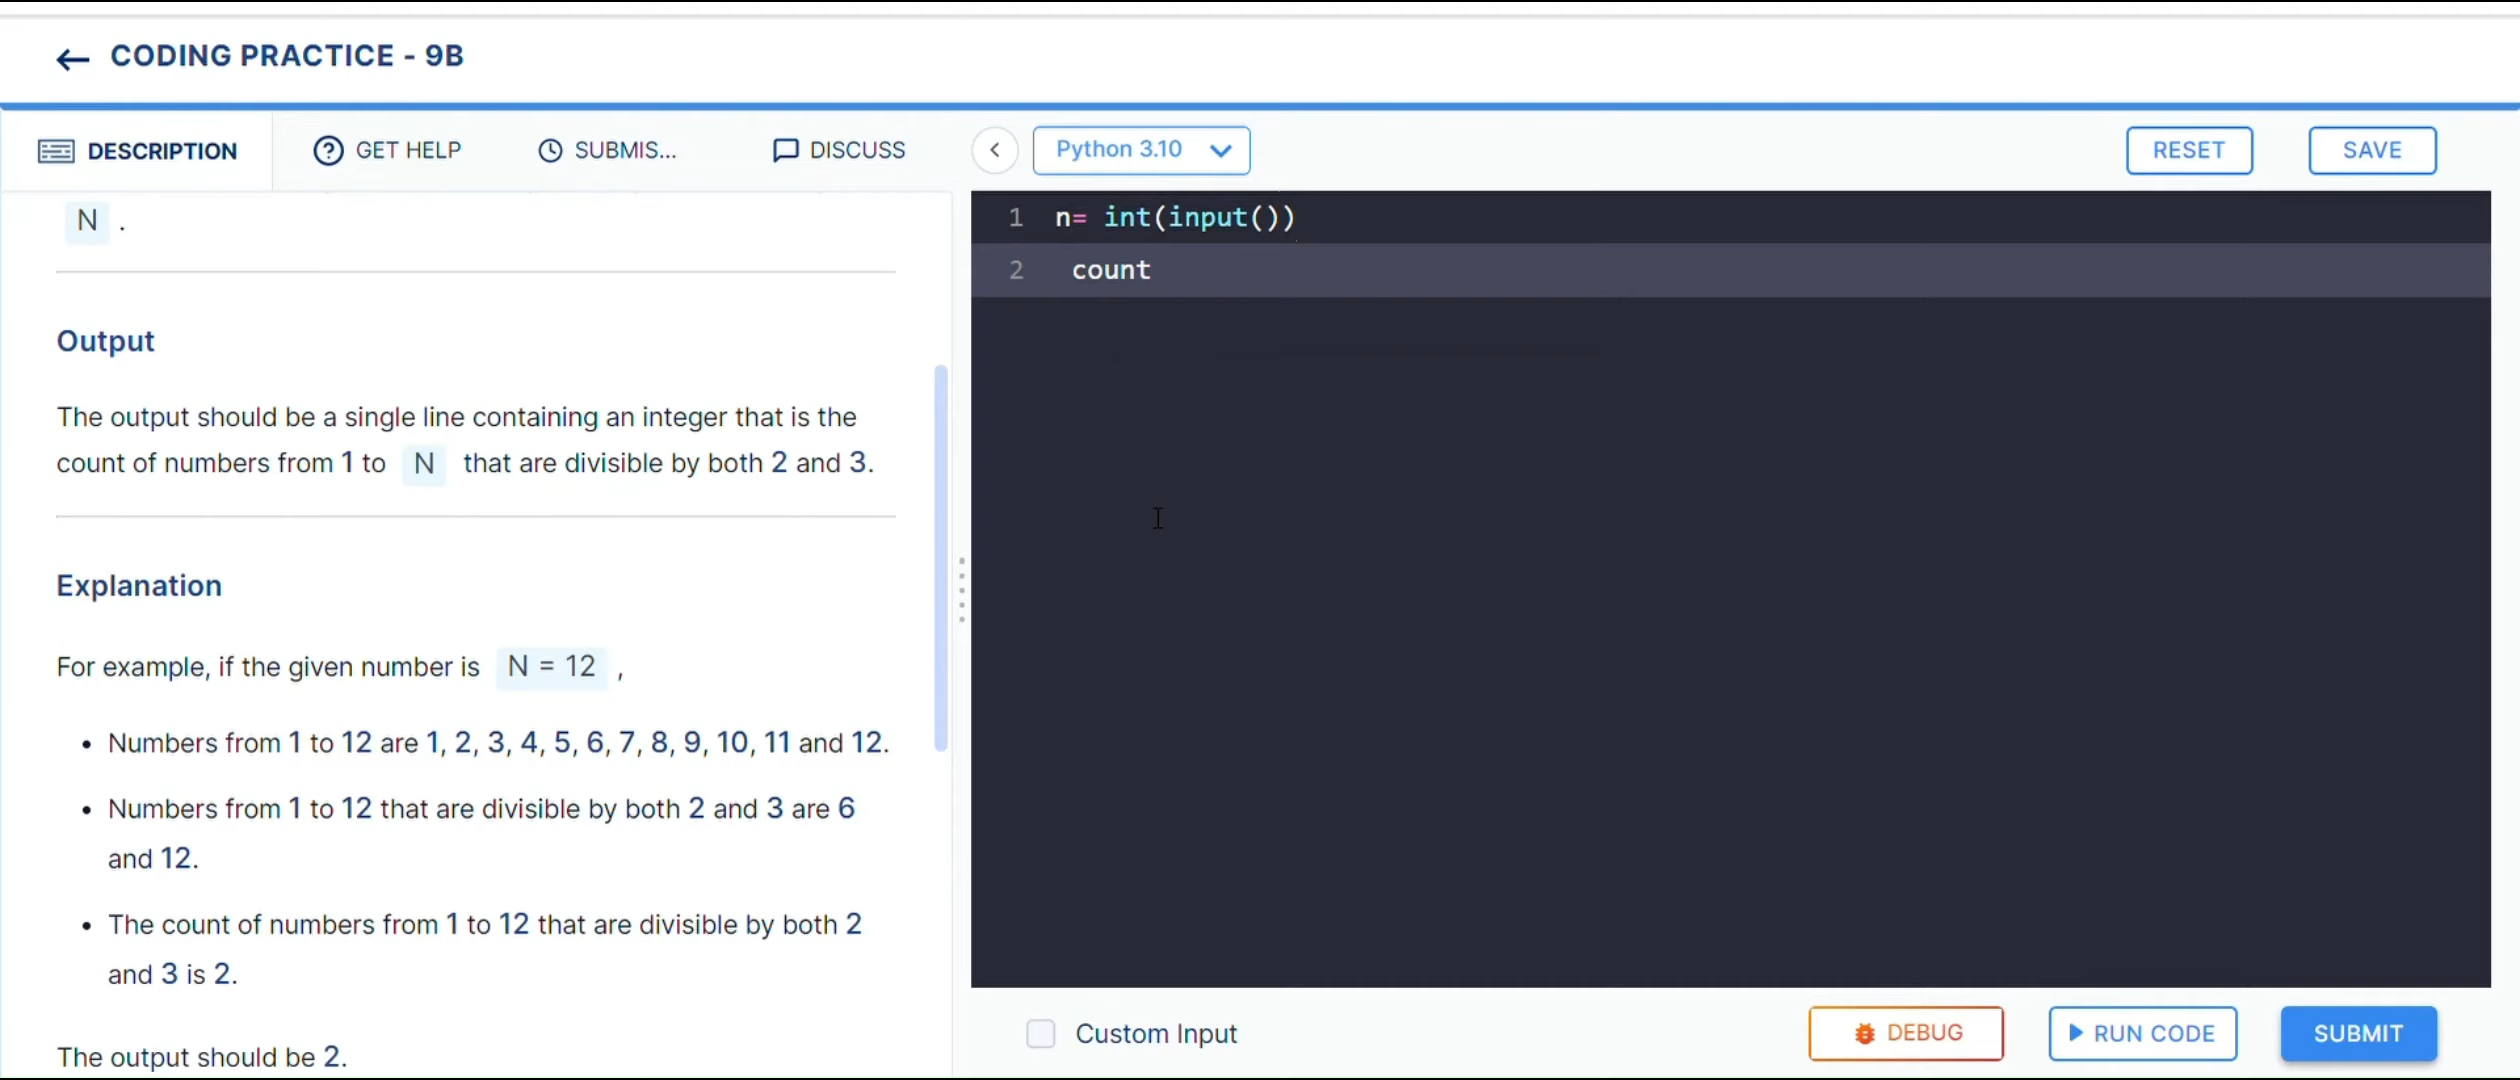 CODING PRACTICE - 9B
DESCRIPTION
GET HELP
SUBMIS...
DISCUSS
Python 3.10
RESET
SAVE
N .
Output
The output should be a single line containing an integer that is the
count of numbers from 1 to N that are divisible by both 2 and 3.
Explanation
For example, if the given number is N = 12 ,
• Numbers from 1 to 12 are 1, 2, 3, 4, 5, 6, 7, 8, 9, 10, 11 and 12.
• Numbers from 1 to 12 that are divisible by both 2 and 3 are 6
and 12.
• The count of numbers from 1 to 12 that are divisible by both 2
and 3 is 2.
The output should be 2.
1 n= int(input())
2 count
Custom Input
DEBUG
RUN CODE
SUBMIT